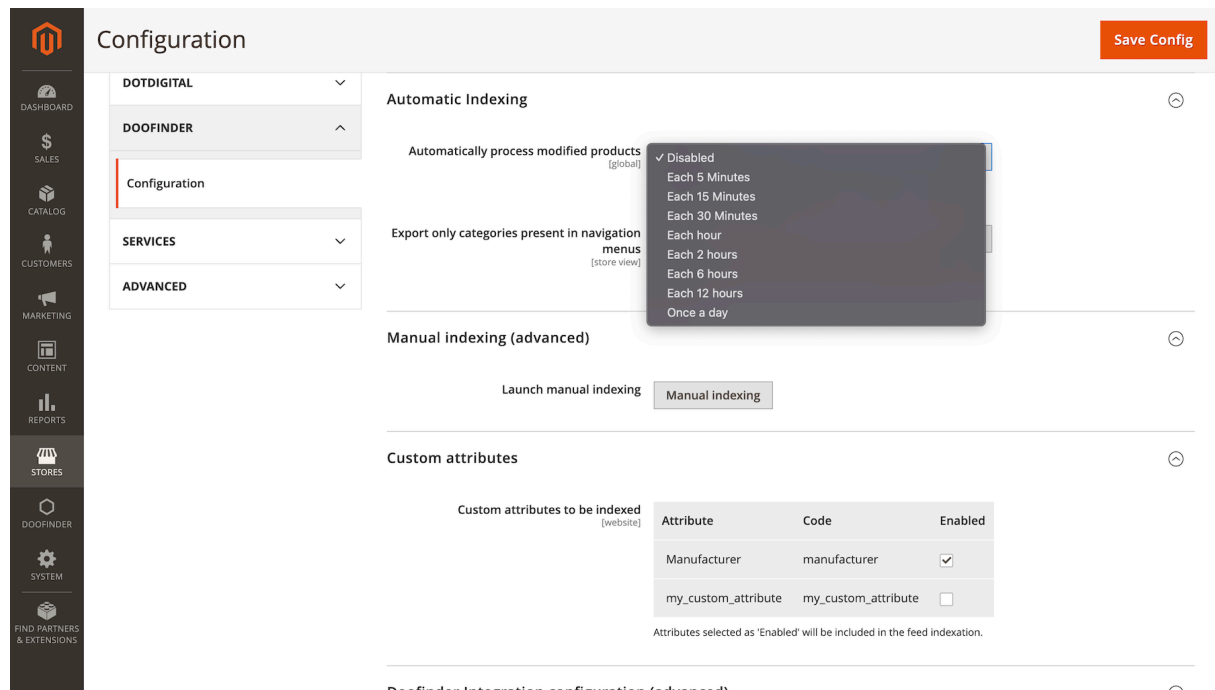 Configuration
Save Config
DASHBOARD
$
SALES
CATALOG
CUSTOMERS
MARKETING
CONTENT
REPORTS
STORES
DOOFINDER
SYSTEM
FIND PARTNERS
& EXTENSIONS
DOTDIGITAL
DOOFINDER
Configuration
SERVICES
ADVANCED
Automatic Indexing
Automatically process modified products
[global]
✓ Disabled
Each 5 Minutes
Each 15 Minutes
Each 30 Minutes
Each hour
Each 2 hours
Each 6 hours
Each 12 hours
Once a day
Export only categories present in navigation
menus
[store view]
Manual indexing (advanced)
Launch manual indexing
Manual indexing
Custom attributes
Custom attributes to be indexed
[website]
Attribute Code Enabled
Manufacturer manufacturer
my_custom_attribute my_custom_attribute
Attributes selected as 'Enabled' will be included in the feed indexation.
Doofinder Integration configuration (advanced)